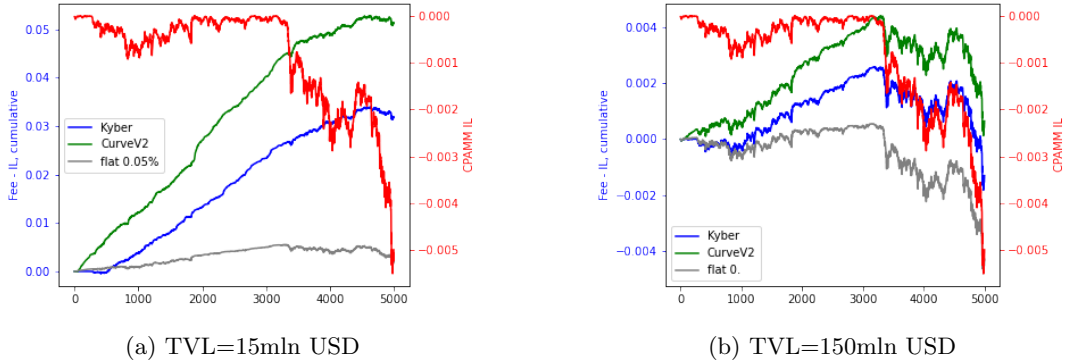 0.05
0.04
0.03
0.02
0.01
0.00
Fee - IL, cumulative
Kyber
CurveV2
flat 0.05%
0
1000
2000
3000
4000
5000
0.000
−0.001
−0.002
−0.003
−0.004
−0.005
CPAMM IL
(a) TVL=15mln USD
0.004
0.002
0.000
−0.002
−0.004
Fee - IL, cumulative
Kyber
CurveV2
flat 0.
0
1000
2000
3000
4000
5000
0.000
−0.001
−0.002
−0.003
−0.004
−0.005
CPAMM IL
(b) TVL=150mln USD